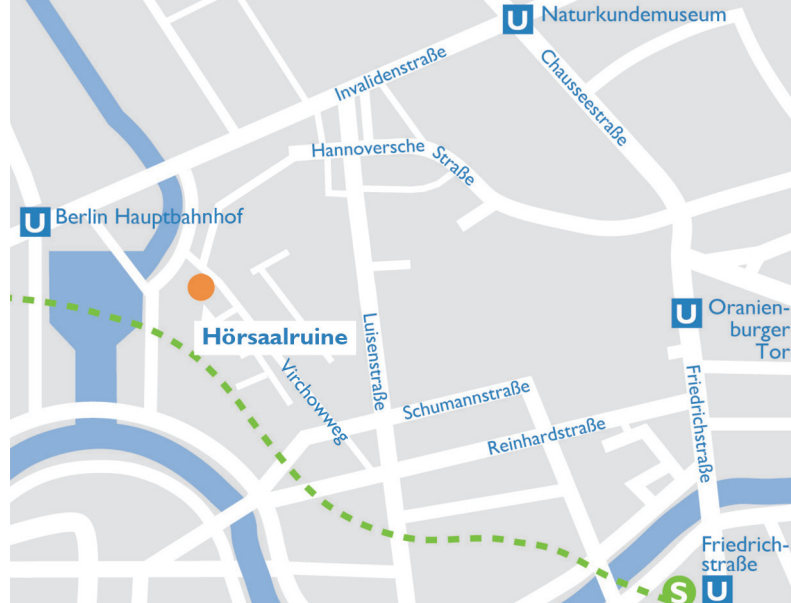 U Naturkundemuseum
Invalidenstraße
Chausseestraße
Hannoversche Straße
U Berlin Hauptbahnhof
Hörsaalruine
U Oranien-
burger
Tor
Luisenstraße
Virchowweg
Schumannstraße
Friedrichstraße
Reinhardstraße
Friedrich-
straße
S U